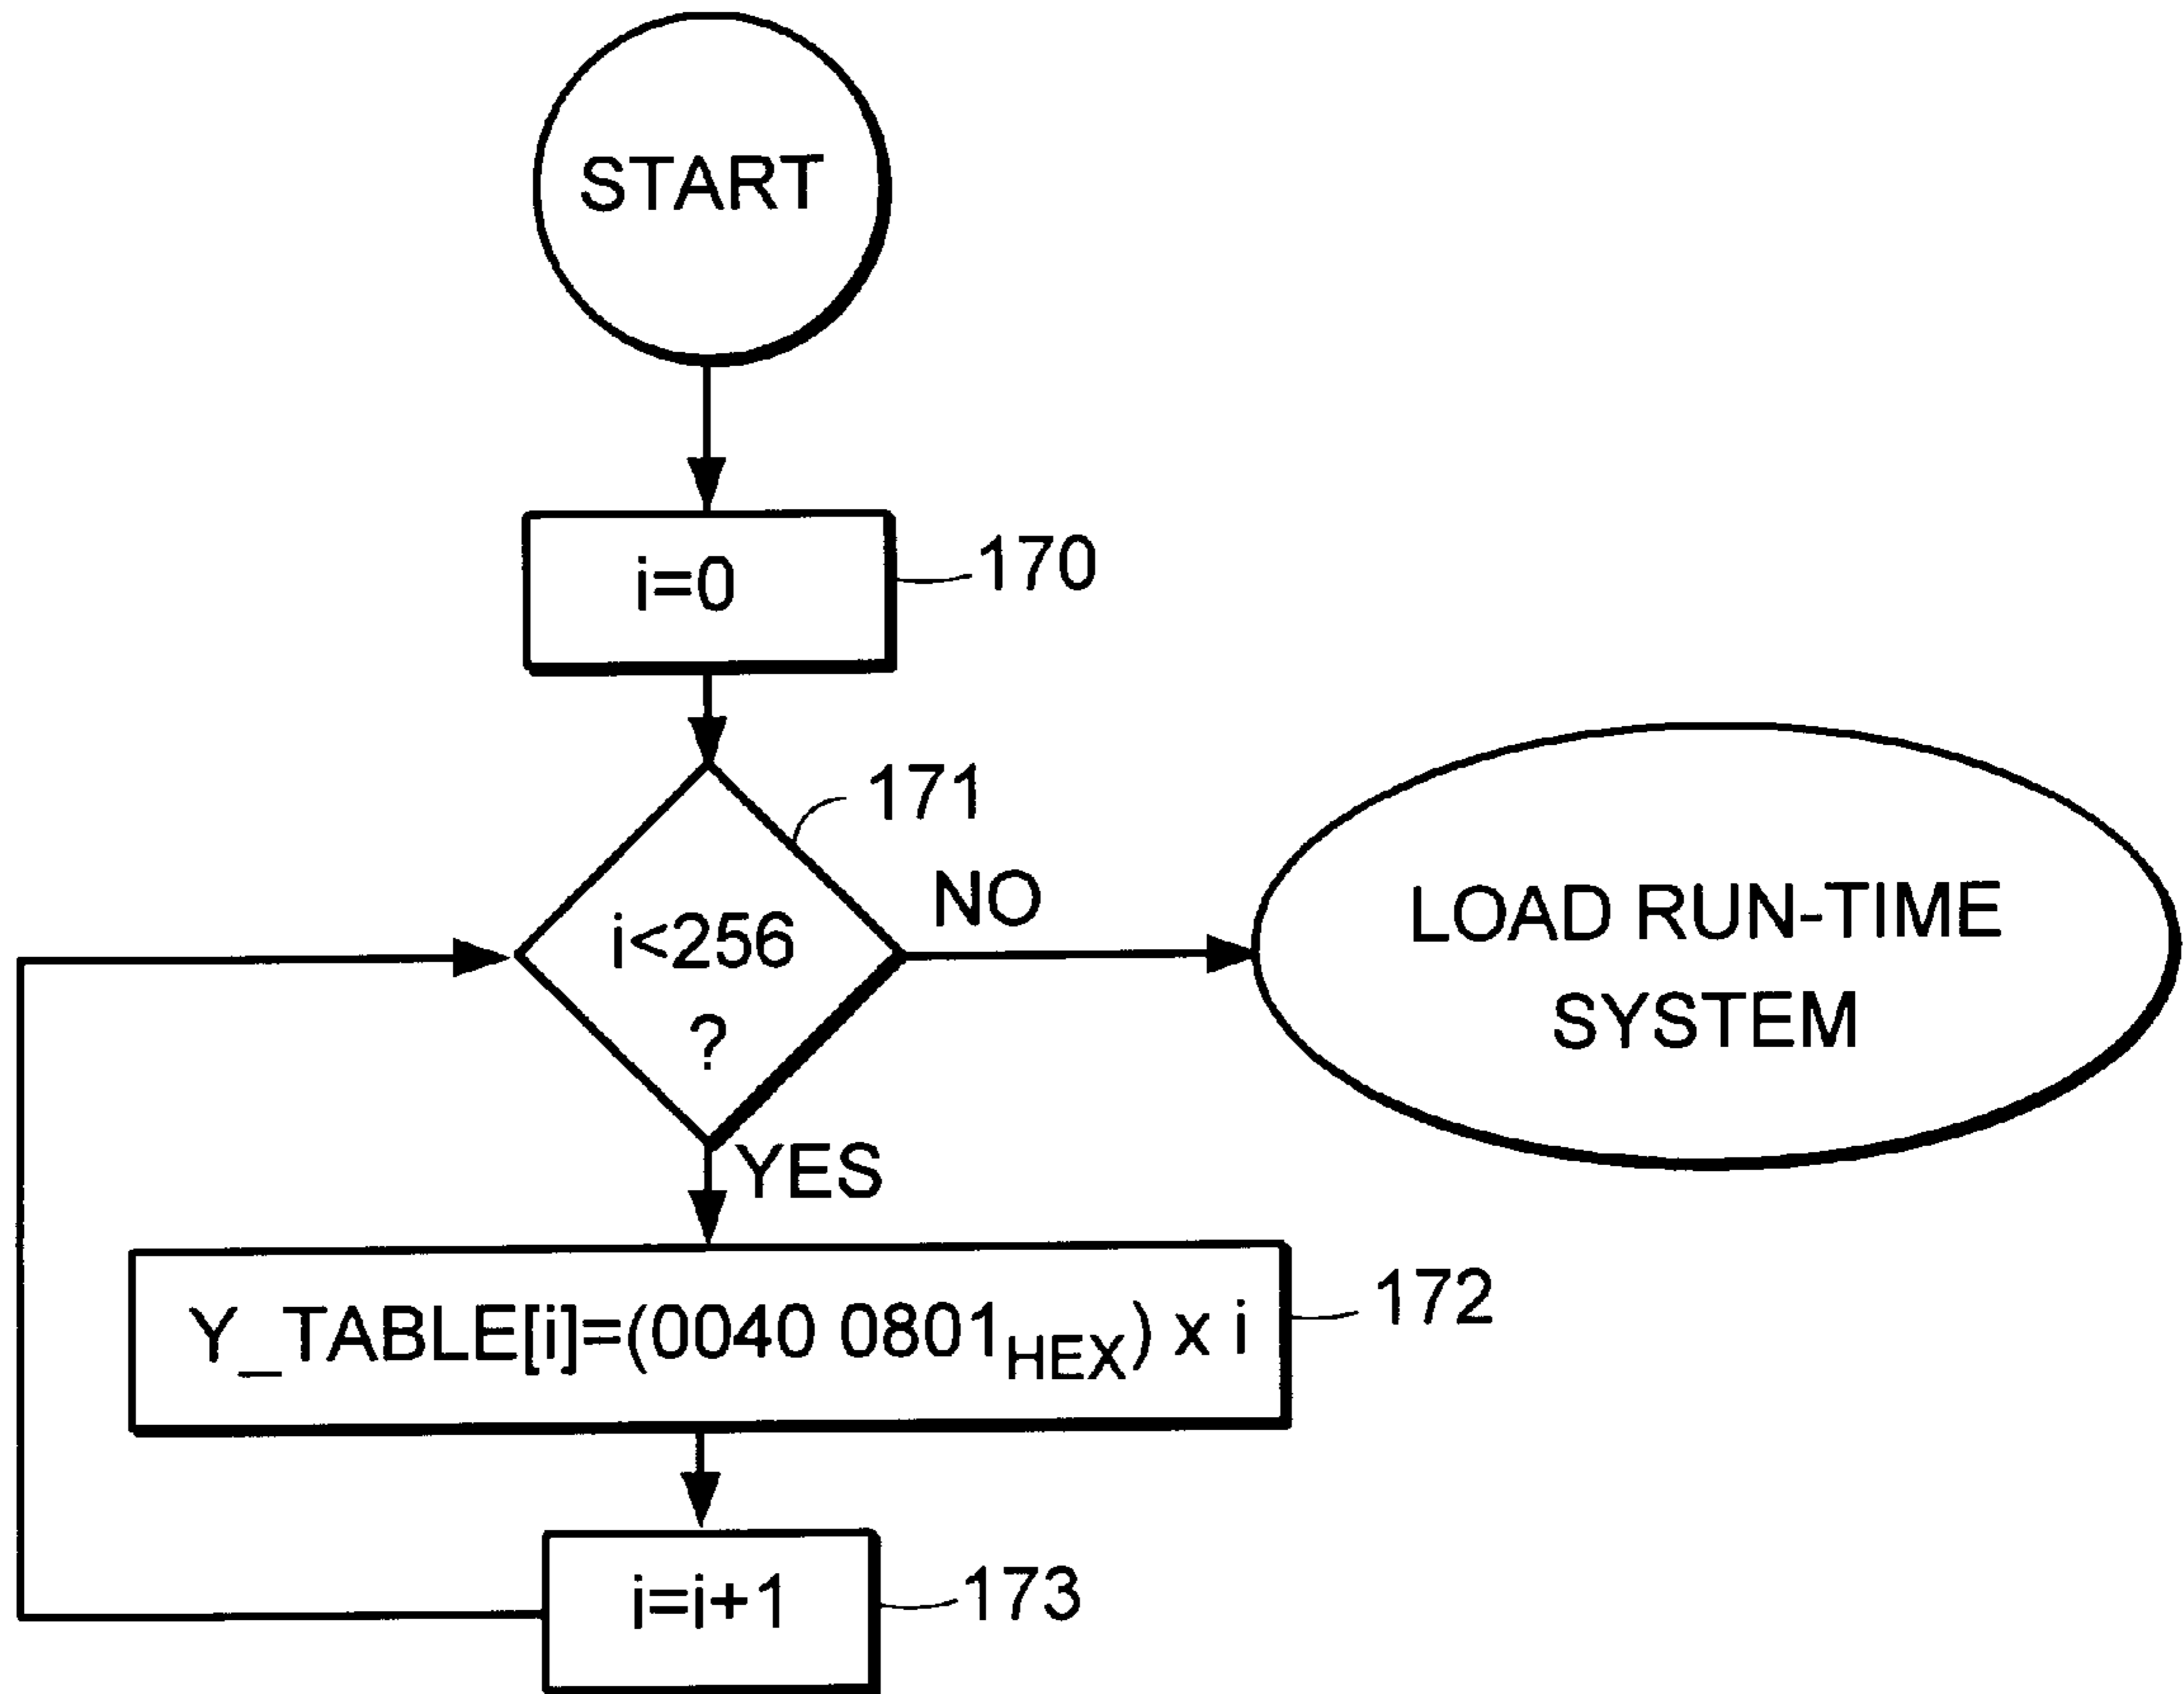 START
i=0
170
171
i<256
?
NO
LOAD RUN-TIME
SYSTEM
YES
Y_TABLE[i]=(0040 0801HEX) x i
172
i=i+1
173